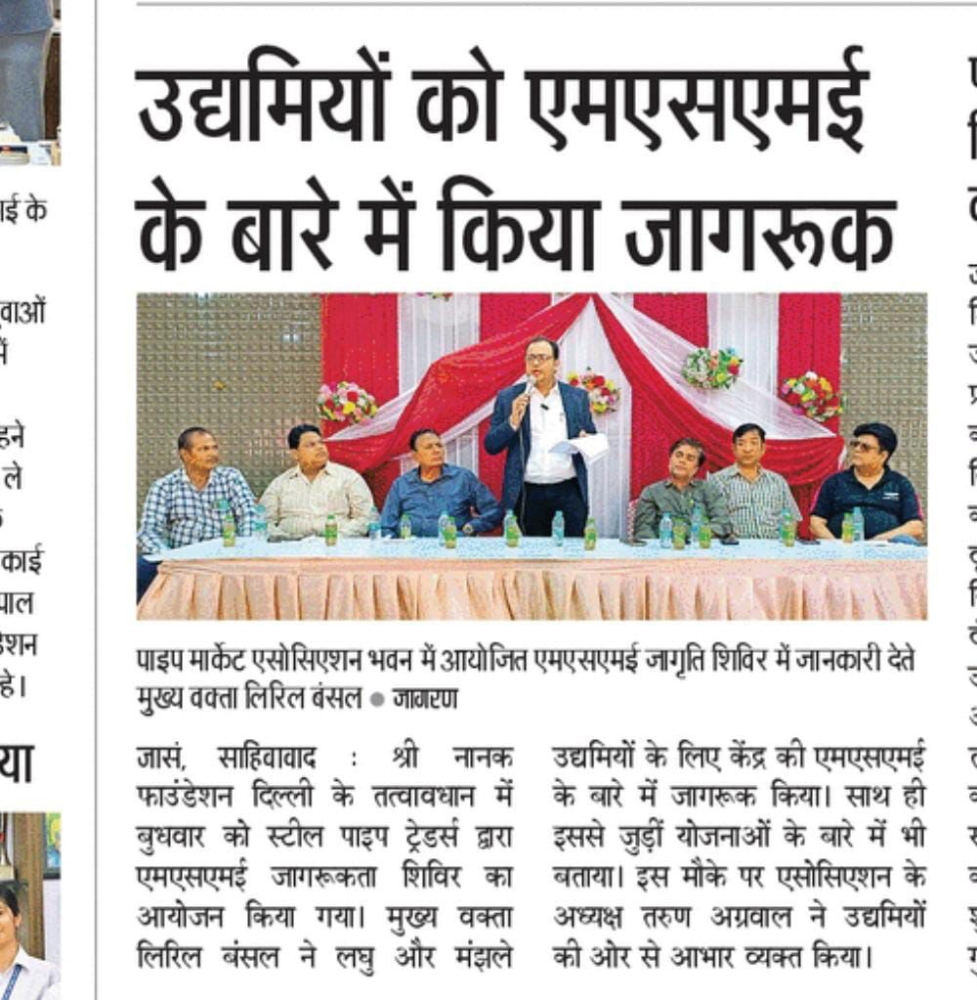 उद्यमियों को एमएसएमई
के बारे में किया जागरूक
पाइप मार्केट एसोसिएशन भवन में आयोजित एमएसएमई जागृति शिविर में जानकारी देते
मुख्य वक्ता लिरिल बंसल ● जागरण
जासं, साहिवावाद : श्री नानक
फाउंडेशन दिल्ली के तत्वावधान में
बुधवार को स्टील पाइप ट्रेडर्स द्वारा
एमएसएमई जागरूकता शिविर का
आयोजन किया गया। मुख्य वक्ता
लिरिल बंसल ने लघु और मंझले
उद्यमियों के लिए केंद्र की एमएसएमई
के बारे में जागरूक किया। साथ ही
इससे जुड़ीं योजनाओं के बारे में भी
बताया। इस मौके पर एसोसिएशन के
अध्यक्ष तरुण अग्रवाल ने उद्यमियों
की ओर से आभार व्यक्त किया।